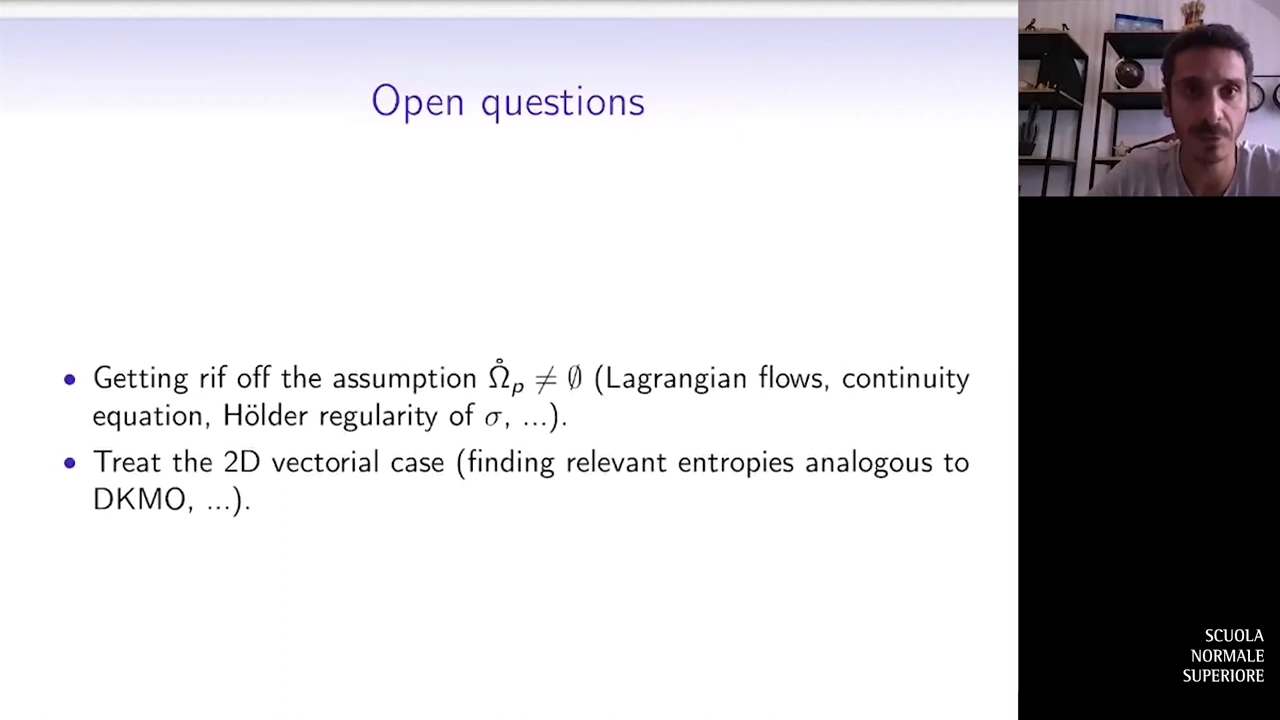 Open questions
• Getting rif off the assumption Ω̊ₚ ≠ ∅ (Lagrangian flows, continuity
equation, Hölder regularity of σ, ...).
• Treat the 2D vectorial case (finding relevant entropies analogous to
DKMO, ...).
SCUOLA
NORMALE
SUPERIORE